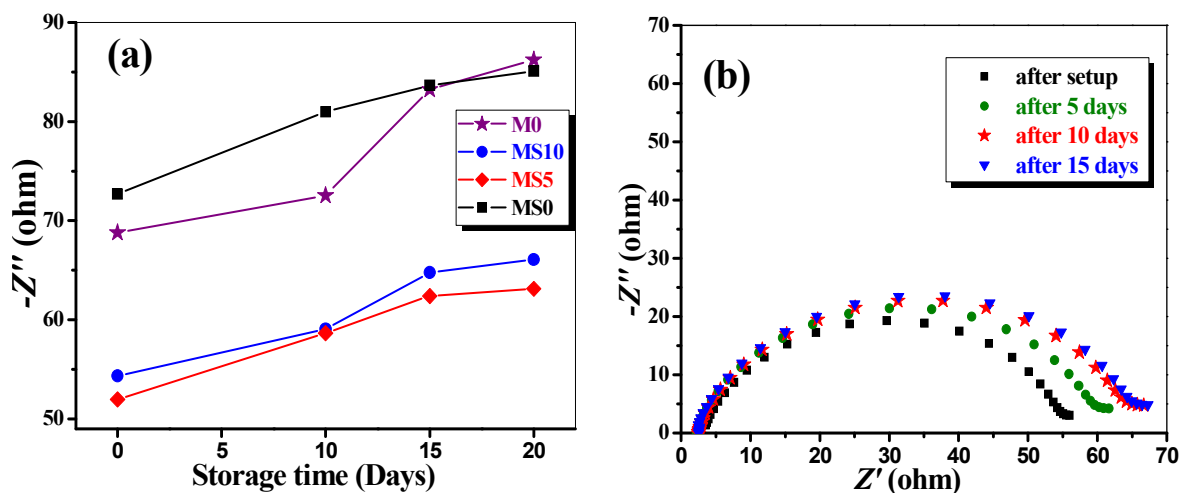 (a)
90
80
70
60
50
-Z'' (ohm)
0 5 10 15 20
Storage time (Days)
M0
MS10
MS5
MS0
(b)
70
60
50
40
30
20
10
0
-Z'' (ohm)
0 10 20 30 40 50 60 70
Z' (ohm)
after setup
after 5 days
after 10 days
after 15 days